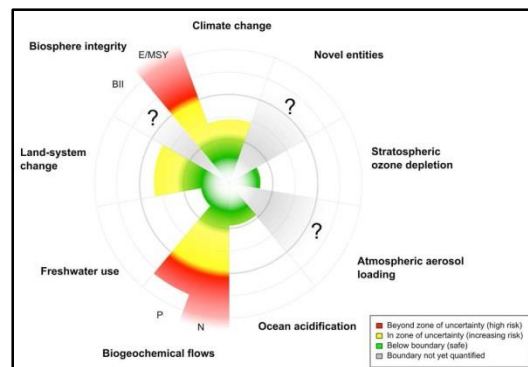 Climate change
Biosphere integrity
E/MSY
Novel entities
BII
?
?
Land-system
change
Stratospheric
ozone depletion
?
Freshwater use
Atmospheric aerosol
loading
P
N
Ocean acidification
Biogeochemical flows
Beyond zone of uncertainty (high risk)
In zone of uncertainty (increasing risk)
Below boundary (safe)
Boundary not yet quantified